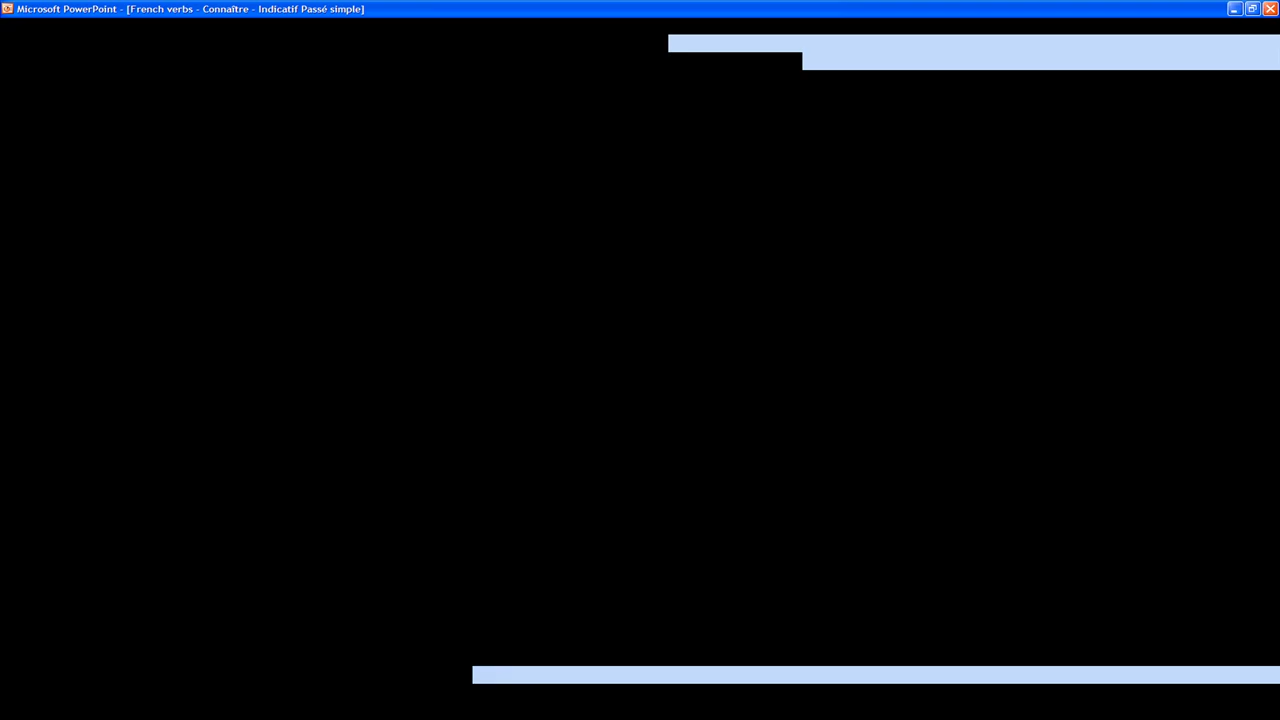 Microsoft PowerPoint - [French verbs - Connaître - Indicatif Passé simple]